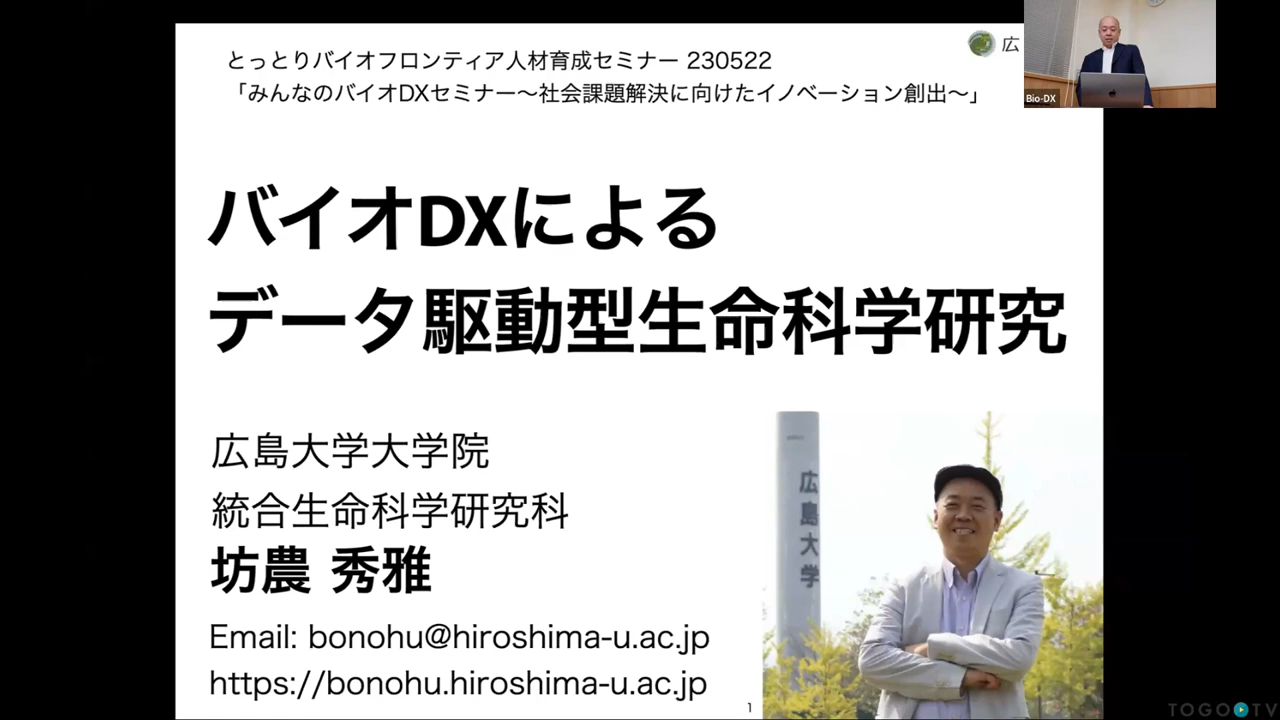 とっとりバイオフロンティア人材育成セミナー 230522
「みんなのバイオDXセミナー〜社会課題解決に向けたイノベーション創出〜」
広
Bio-DX
バイオDXによる
データ駆動型生命科学研究
広島大学大学院
統合生命科学研究科
坊農 秀雅
Email: bonohu@hiroshima-u.ac.jp
https://bonohu.hiroshima-u.ac.jp
広島大学
1
TOGO TV